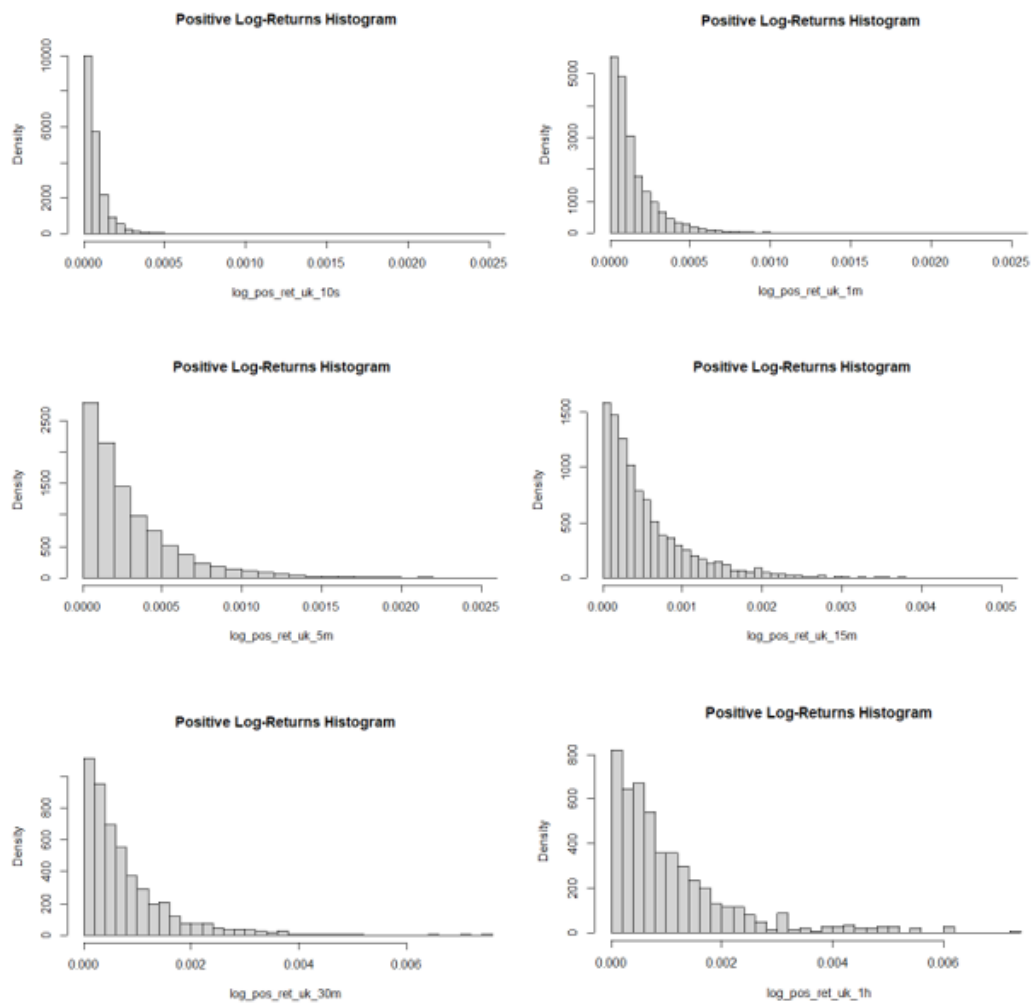 Positive Log-Returns Histogram
Density
10000
6000
2000
0
0.0000 0.0005 0.0010 0.0015 0.0020 0.0025
log_pos_ret_uk_10s
Positive Log-Returns Histogram
Density
5000
3000
1000
0
0.0000 0.0005 0.0010 0.0015 0.0020 0.0025
log_pos_ret_uk_1m
Positive Log-Returns Histogram
Density
2500
1500
500
0
0.0000 0.0005 0.0010 0.0015 0.0020 0.0025
log_pos_ret_uk_5m
Positive Log-Returns Histogram
Density
1500
1000
500
0
0.000 0.001 0.002 0.003 0.004 0.005
log_pos_ret_uk_15m
Positive Log-Returns Histogram
Density
800
600
400
200
0
0.000 0.002 0.004 0.006
log_pos_ret_uk_30m
Positive Log-Returns Histogram
Density
800
600
400
200
0
0.000 0.002 0.004 0.006
log_pos_ret_uk_1h